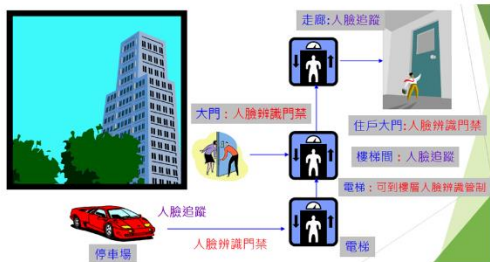 走廊:人臉追蹤
大門：人臉辨識門禁
住戶大門:人臉辨識門禁
樓梯間：人臉追蹤
電梯：可到樓層人臉辨識管制
人臉追蹤
人臉辨識門禁
停車場
電梯